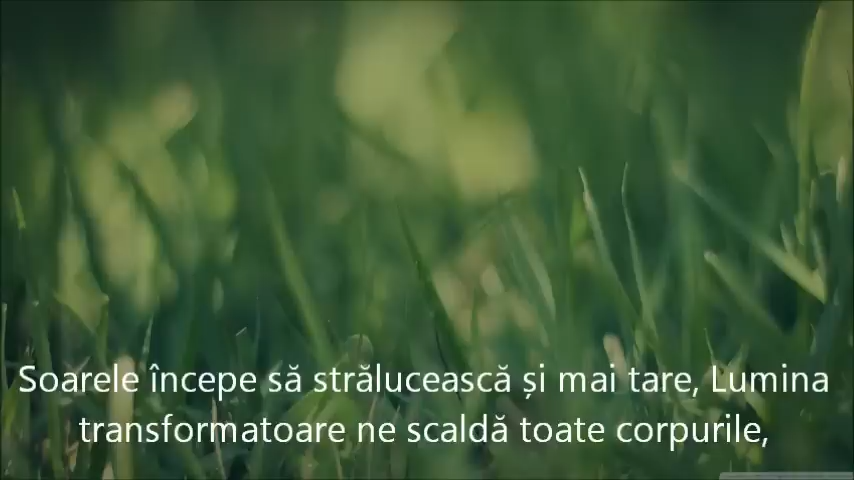 Soarele începe să strălucească și mai tare, Lumina
transformatoare ne scaldă toate corpurile,